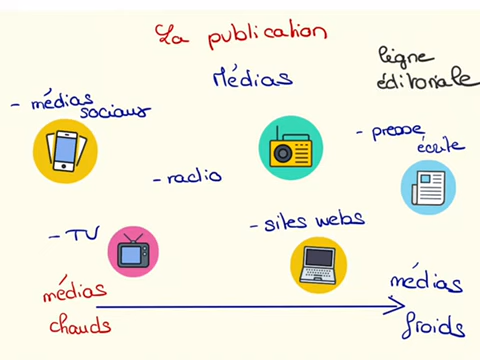 La publication
Médias
ligne
éditoriale
- médias
sociaux
- presse
écrite
- radio
- sites webs
- TV
médias
chauds
médias
froids